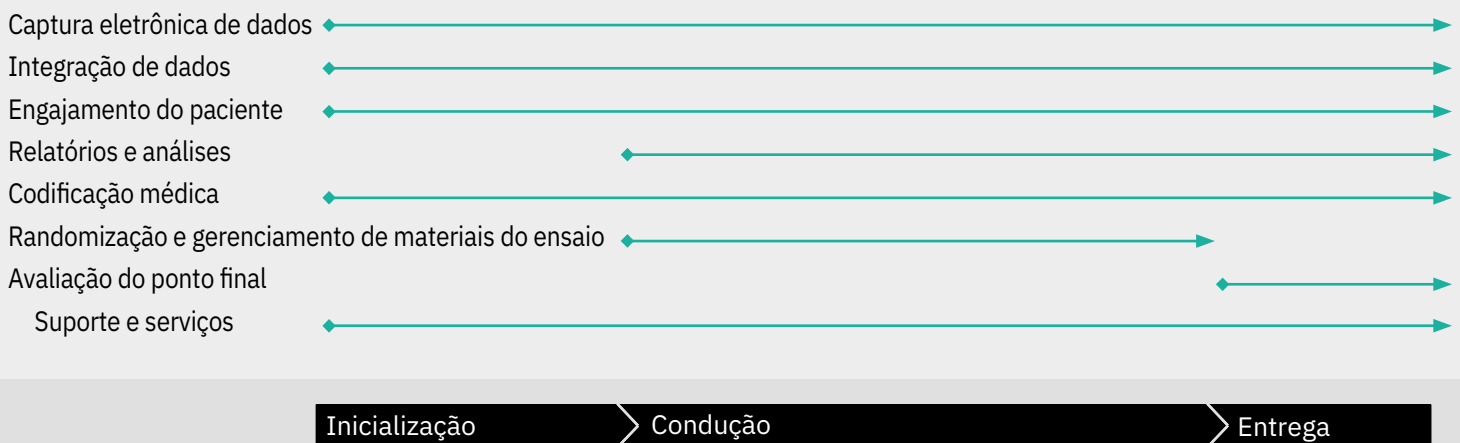 Captura eletrônica de dados
Integração de dados
Engajamento do paciente
Relatórios e análises
Codificação médica
Randomização e gerenciamento de materiais do ensaio
Avaliação do ponto final
Suporte e serviços
Inicialização Condução Entrega